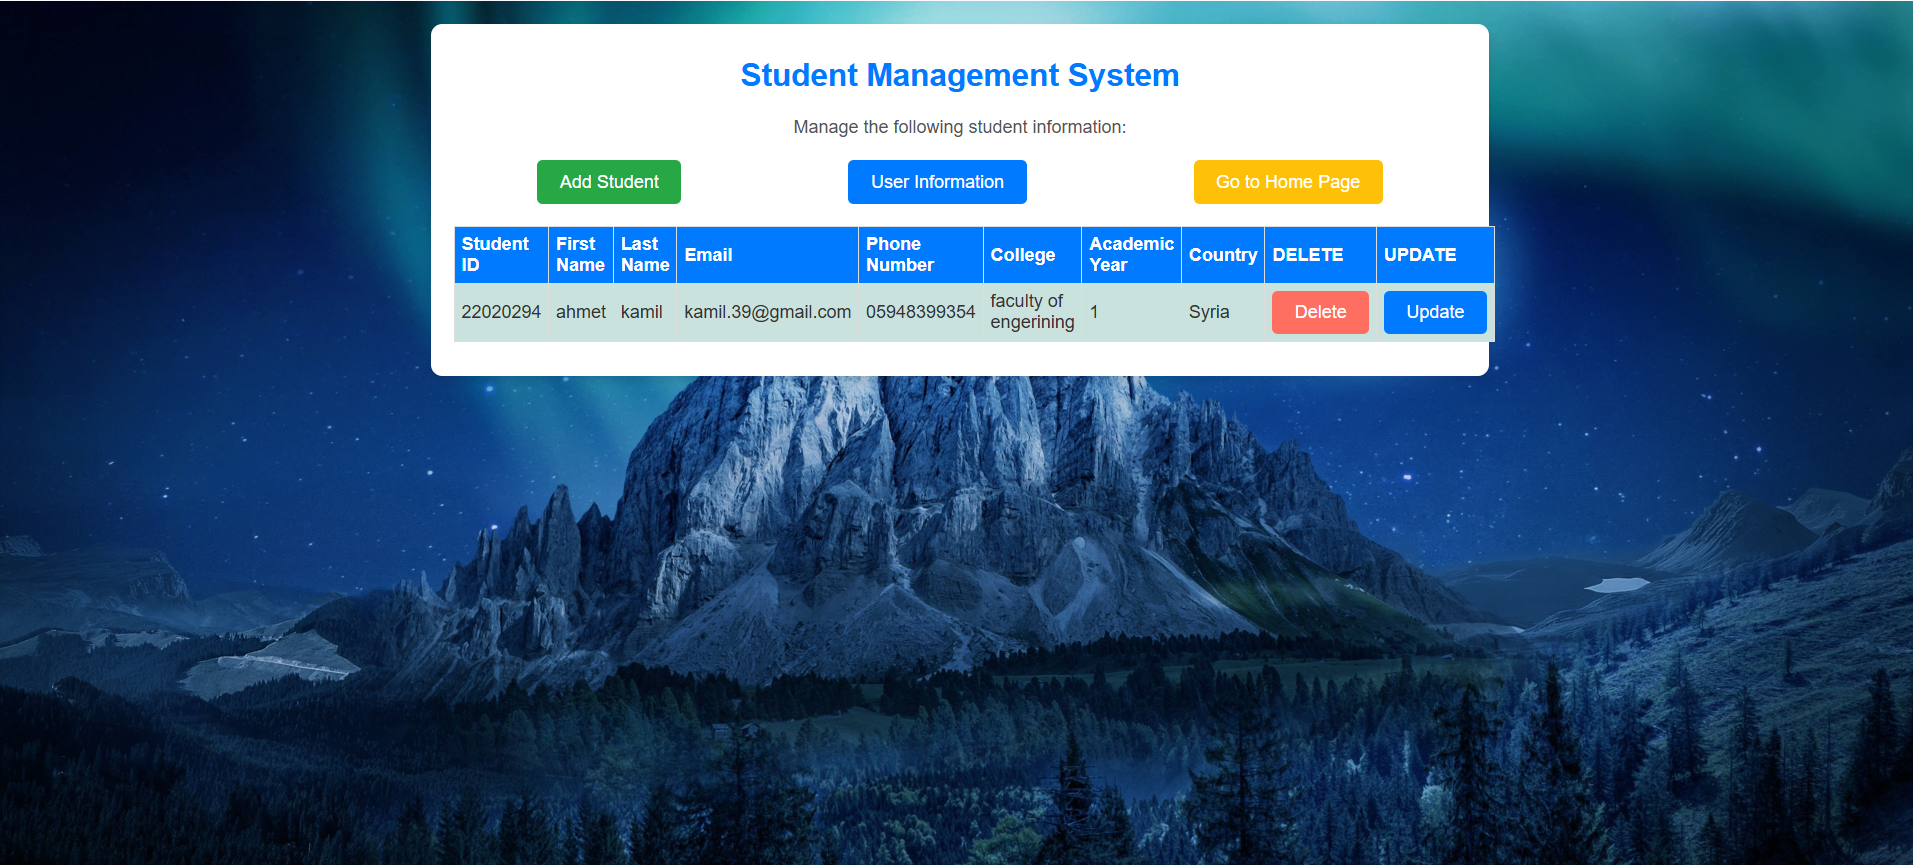 Student Management System
Manage the following student information:
Add Student User Information Go to Home Page
Student ID First Name Last Name Email Phone Number College Academic Year Country DELETE UPDATE
22020294 ahmet kamil kamil.39@gmail.com 05948399354 faculty of engerining 1 Syria Delete Update